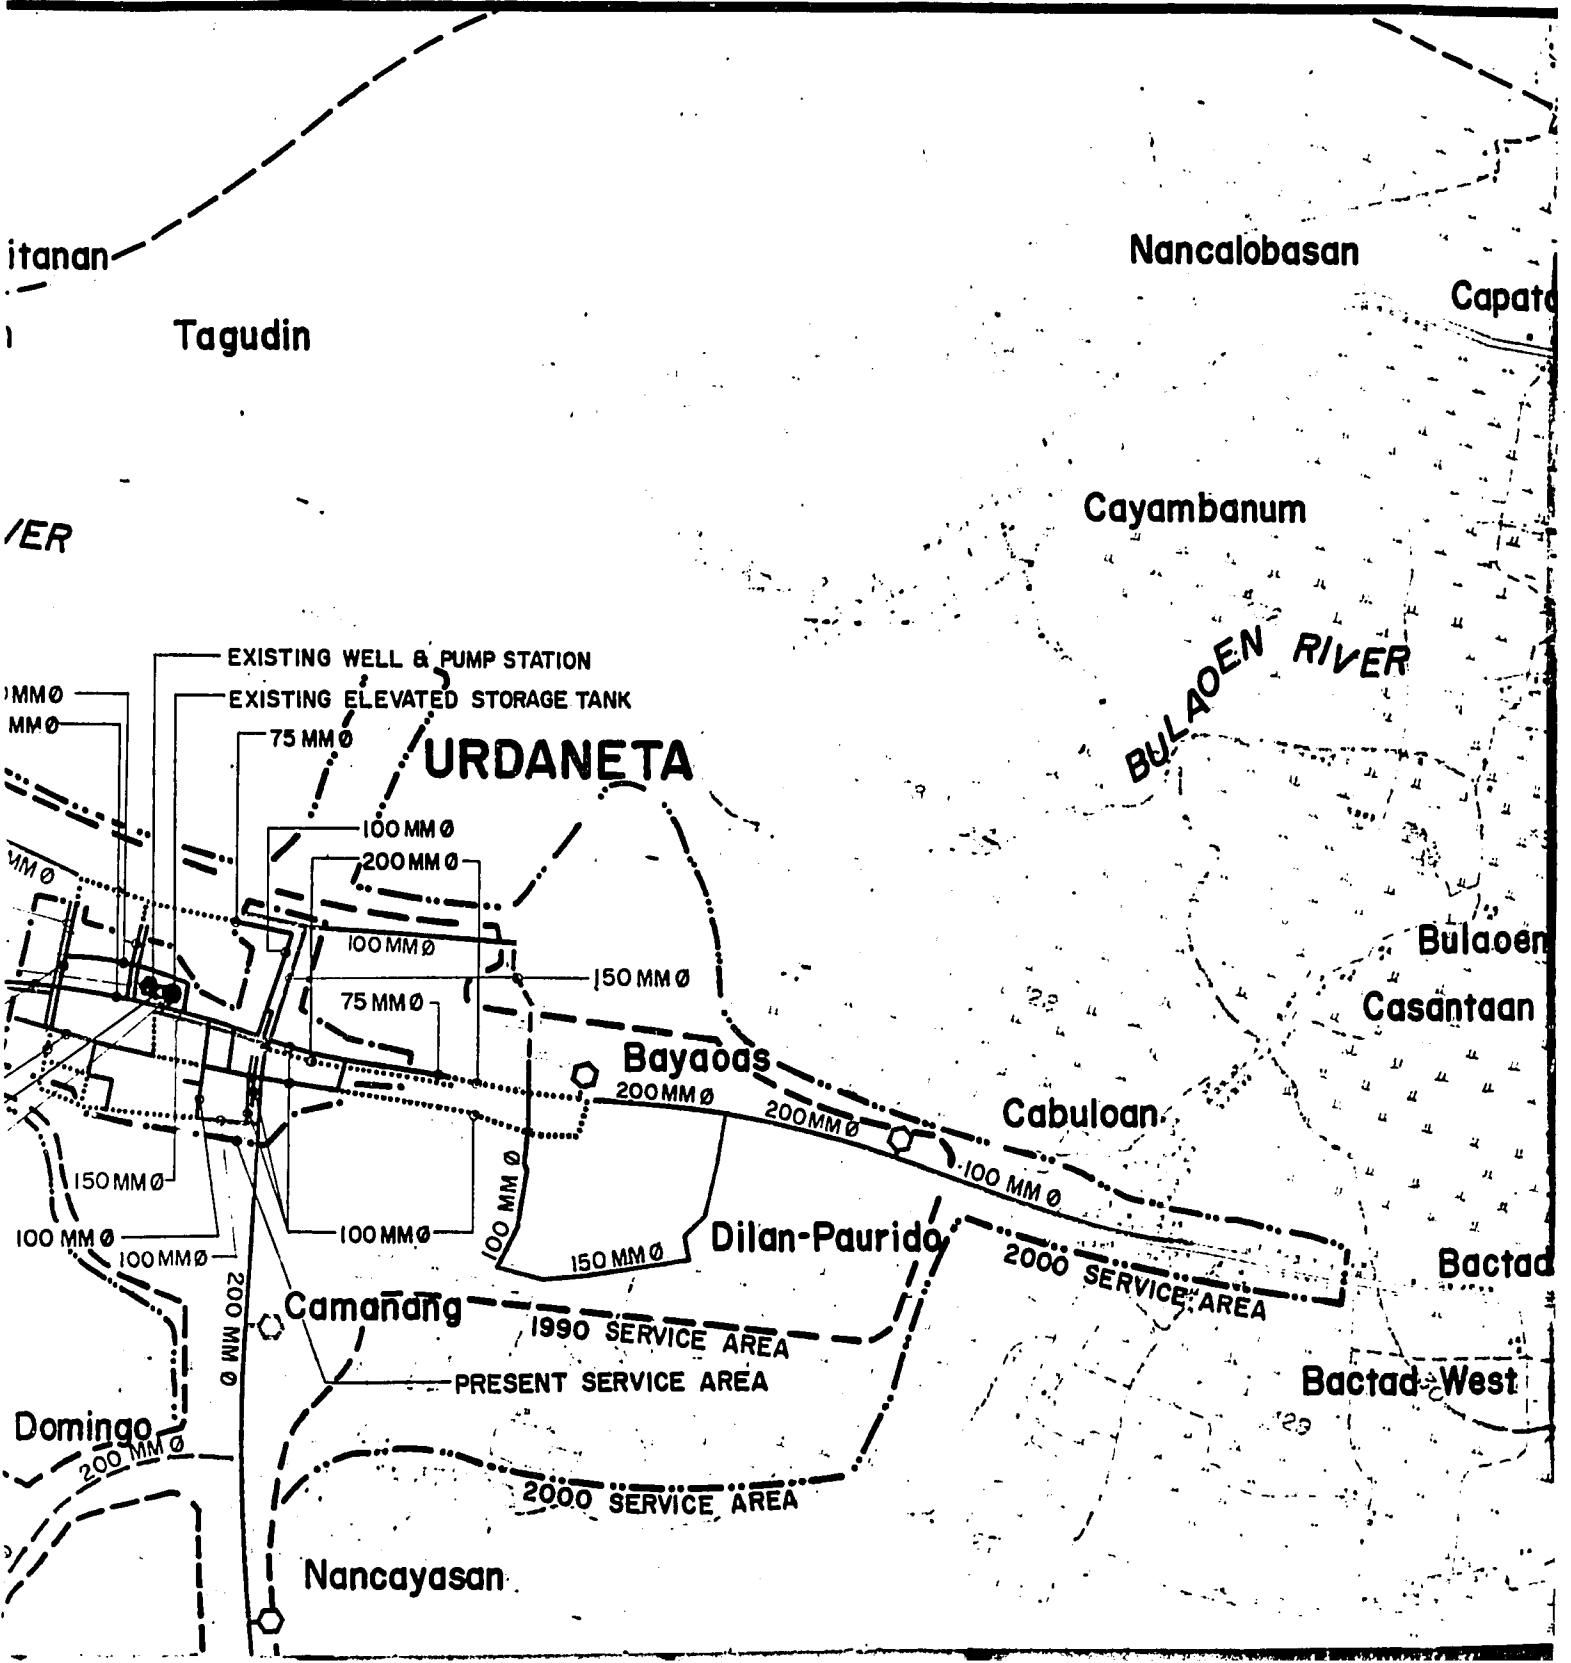 itanan
Nancalobasan
Capata
Tagudin
Cayambanum
VER
BULAOEN RIVER
EXISTING WELL & PUMP STATION
MM Ø
EXISTING ELEVATED STORAGE TANK
MM Ø
75 MM Ø
URDANETA
100 MM Ø
200 MM Ø
MM Ø
100 MM Ø
Bulaoen
150 MM Ø
75 MM Ø
Casantaan
Bayaoas
200 MM Ø
200 MM Ø
Cabuloan
150 MM Ø
100 MM Ø
100 MM Ø
100 MM Ø
100 MM Ø
100 MM Ø
150 MM Ø
Dilan-Paurido
2000 SERVICE AREA
Bactad
200 MM Ø
Camanang
1990 SERVICE AREA
PRESENT SERVICE AREA
Bactad West
Domingo
200 MM Ø
29
2000 SERVICE AREA
Nancayasan